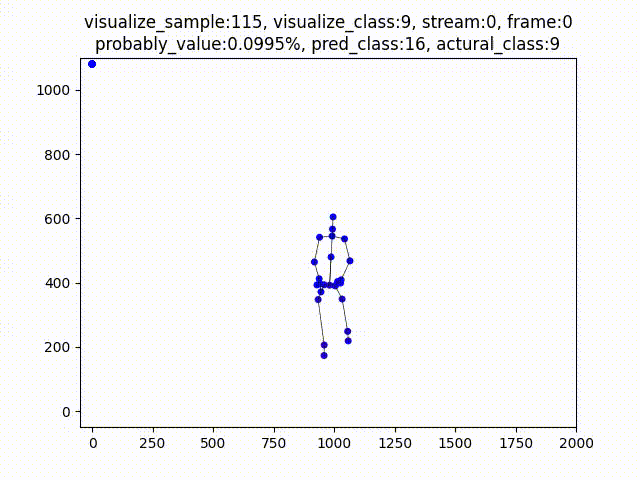 visualize_sample:115, visualize_class:9, stream:0, frame:0
probably_value:0.0995%, pred_class:16, actural_class:9
1000
800
600
400
200
0
0 250 500 750 1000 1250 1500 1750 2000